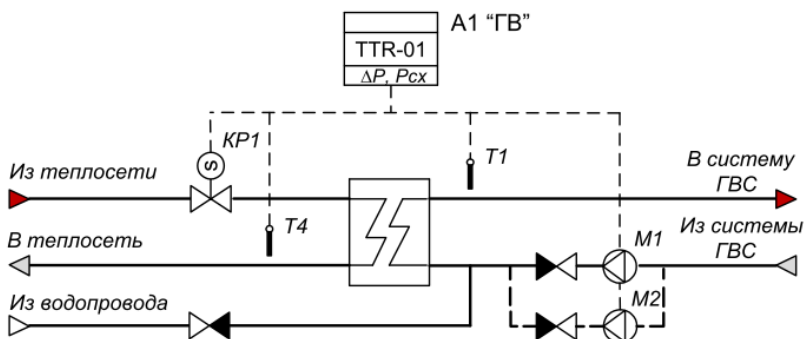 А1 “ГВ”
TTR-01
ΔP, Pсх
КР1
S
Из теплосети
Т1
В систему
ГВС
Т4
В теплосеть
М1
Из системы
ГВС
М2
Из водопровода